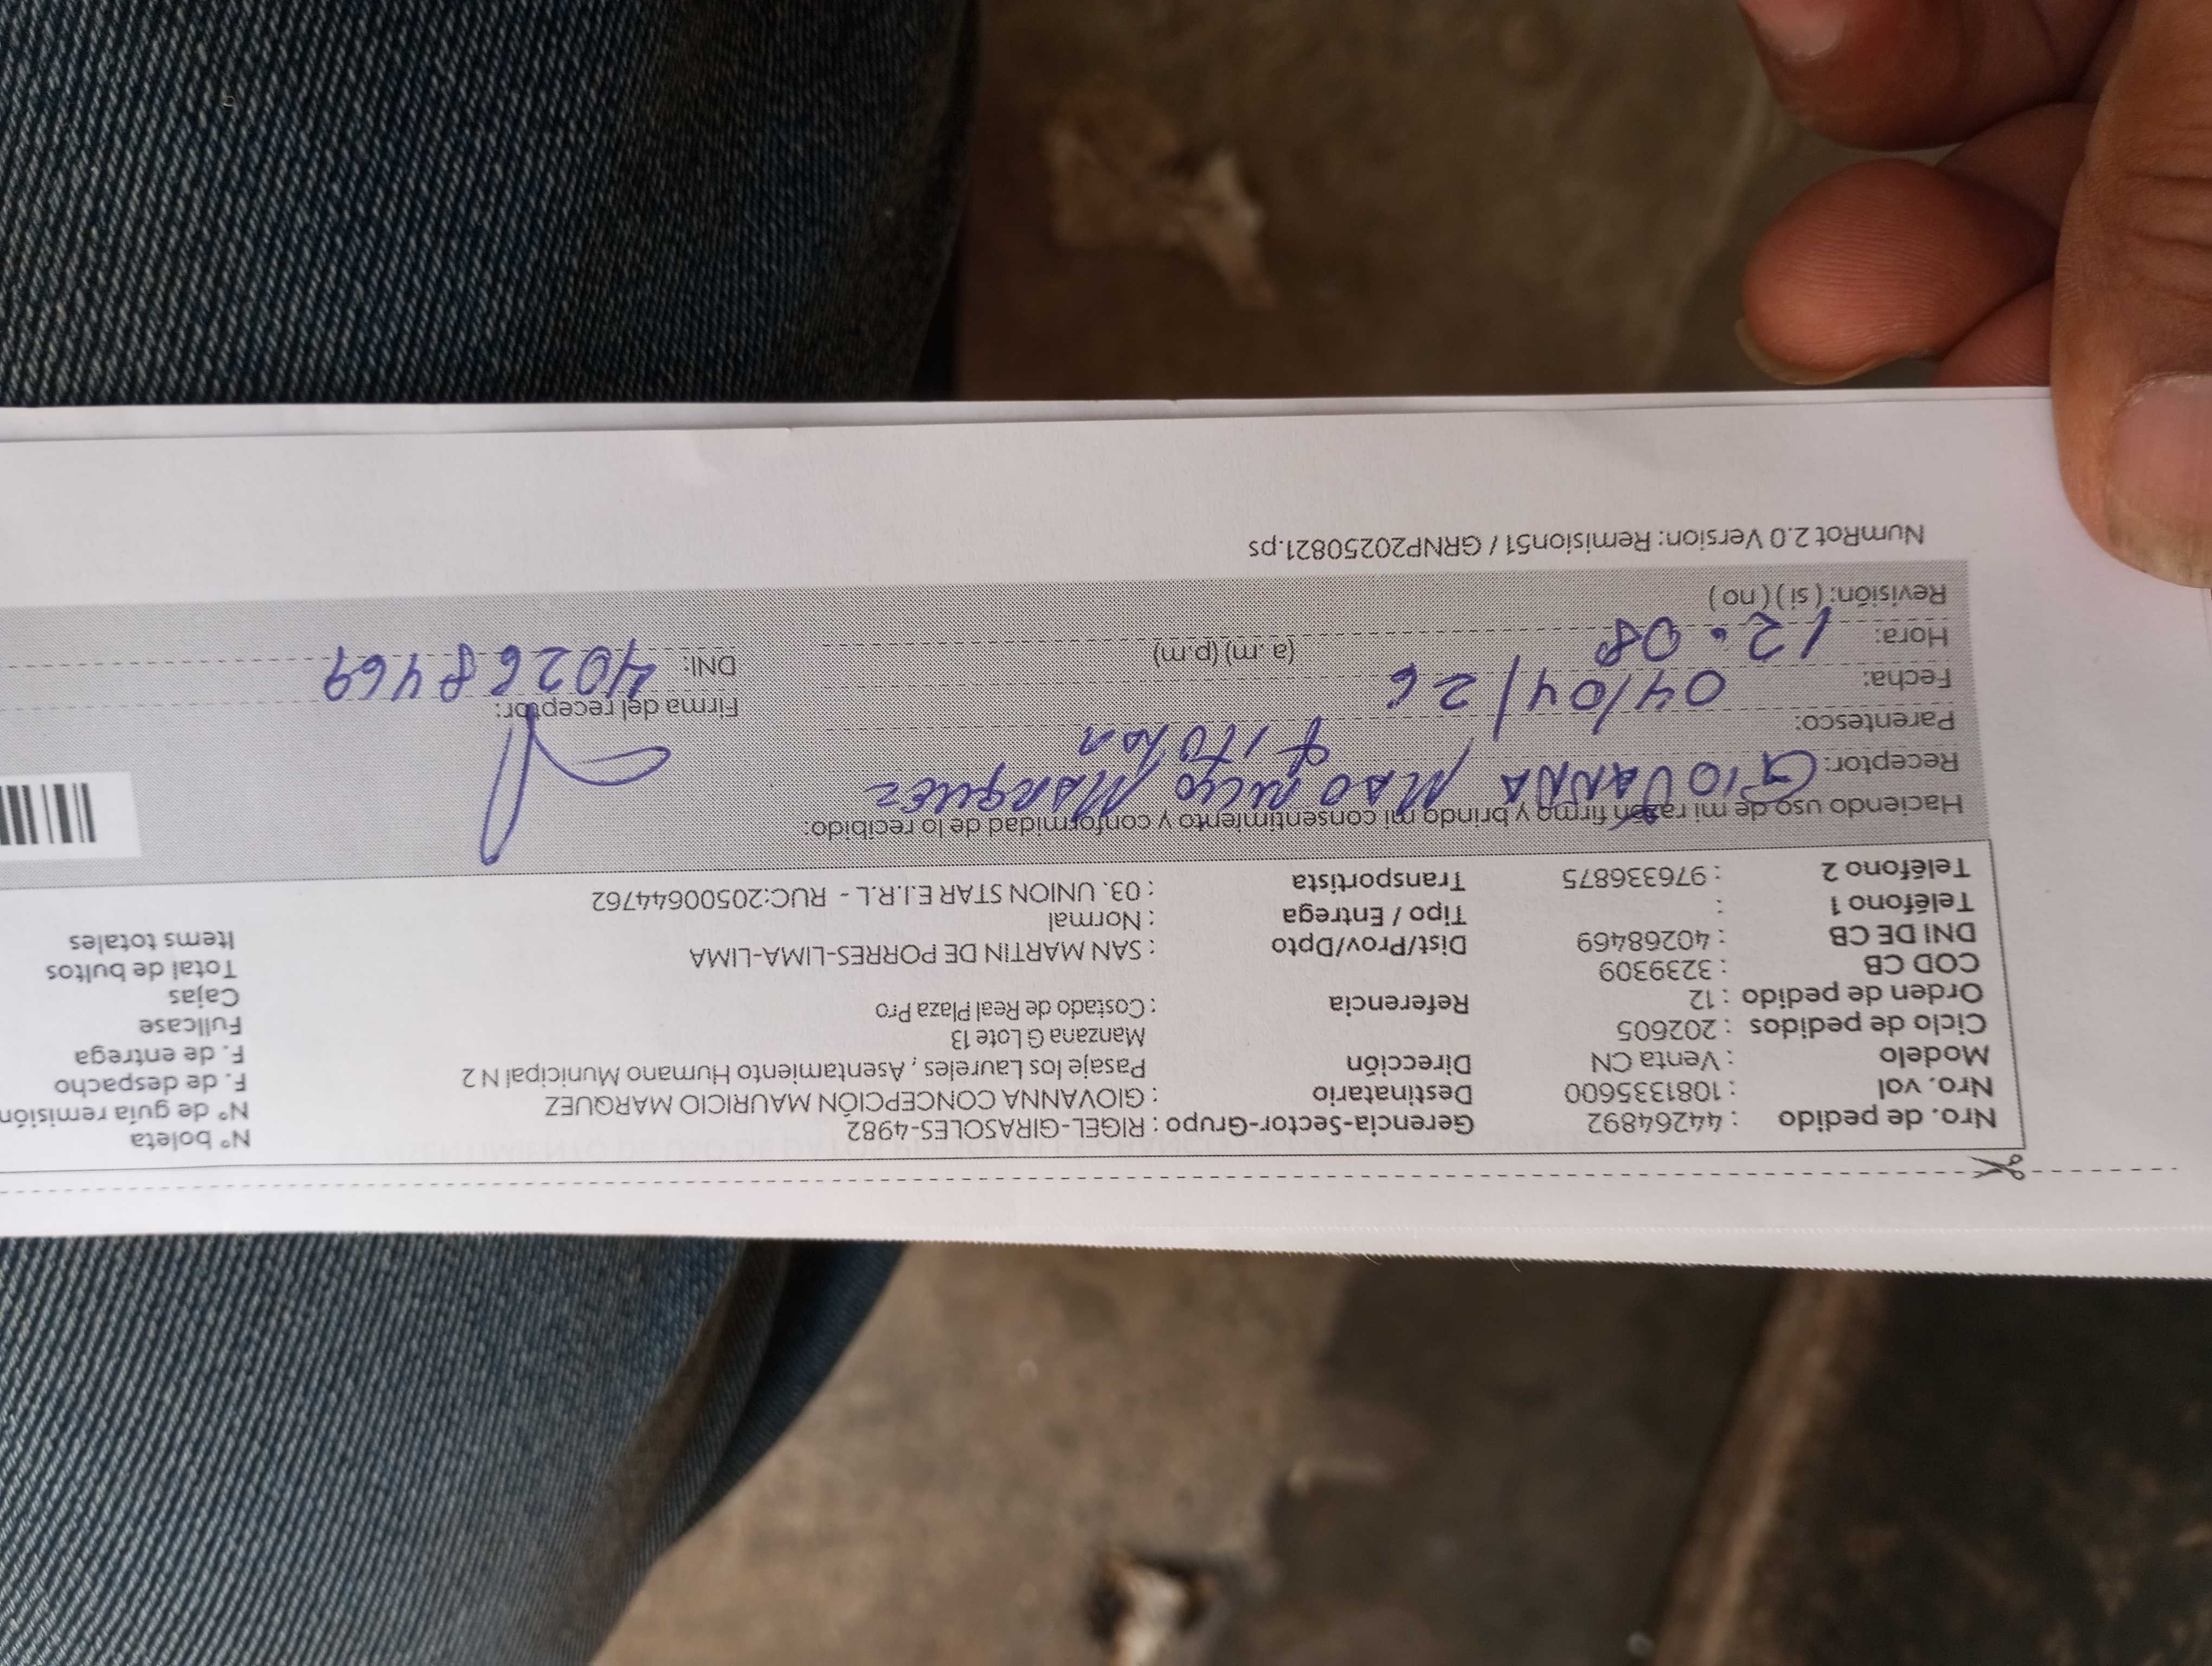 Nro. de pedido : 44264892 Gerencia-Sector-Grupo : RIGEL-GIRASOLES-4982 N° boleta
Nro. vol : 1081335600 Destinatario : GIOVANNA CONCEPCIÓN MAURICIO MARQUEZ N° de guía remisión
Modelo : Venta CN Dirección Pasaje los Laureles , Asentamiento Humano Municipal N 2 F. de despacho
Ciclo de pedidos : 202605 Manzana G Lote 13 F. de entrega
Orden de pedido : 12 Referencia : Costado de Real Plaza Pro Fullcase
COD CB : 3239309 Cajas
DNI DE CB : 40268469 Dist/Prov/Dpto : SAN MARTIN DE PORRES-LIMA-LIMA Total de bultos
Teléfono 1 : Tipo / Entrega : Normal Items totales
Teléfono 2 : 976336875 Transportista : 03. UNION STAR E.I.R.L - RUC:20500644762
Haciendo uso de mi razón firmo y brindo mi consentimiento y conformidad de lo recibido:
Receptor: GIOVANNA Mauricio Marquez
Parentesco: titular Firma del receptor:
Fecha: 04/04/26 DNI: 40268469
Hora: 12:08 (a. m) (p.m)
Revisión: ( si ) ( no )
NumRot 2.0 Version: Remision51 / GRNP20250821.ps